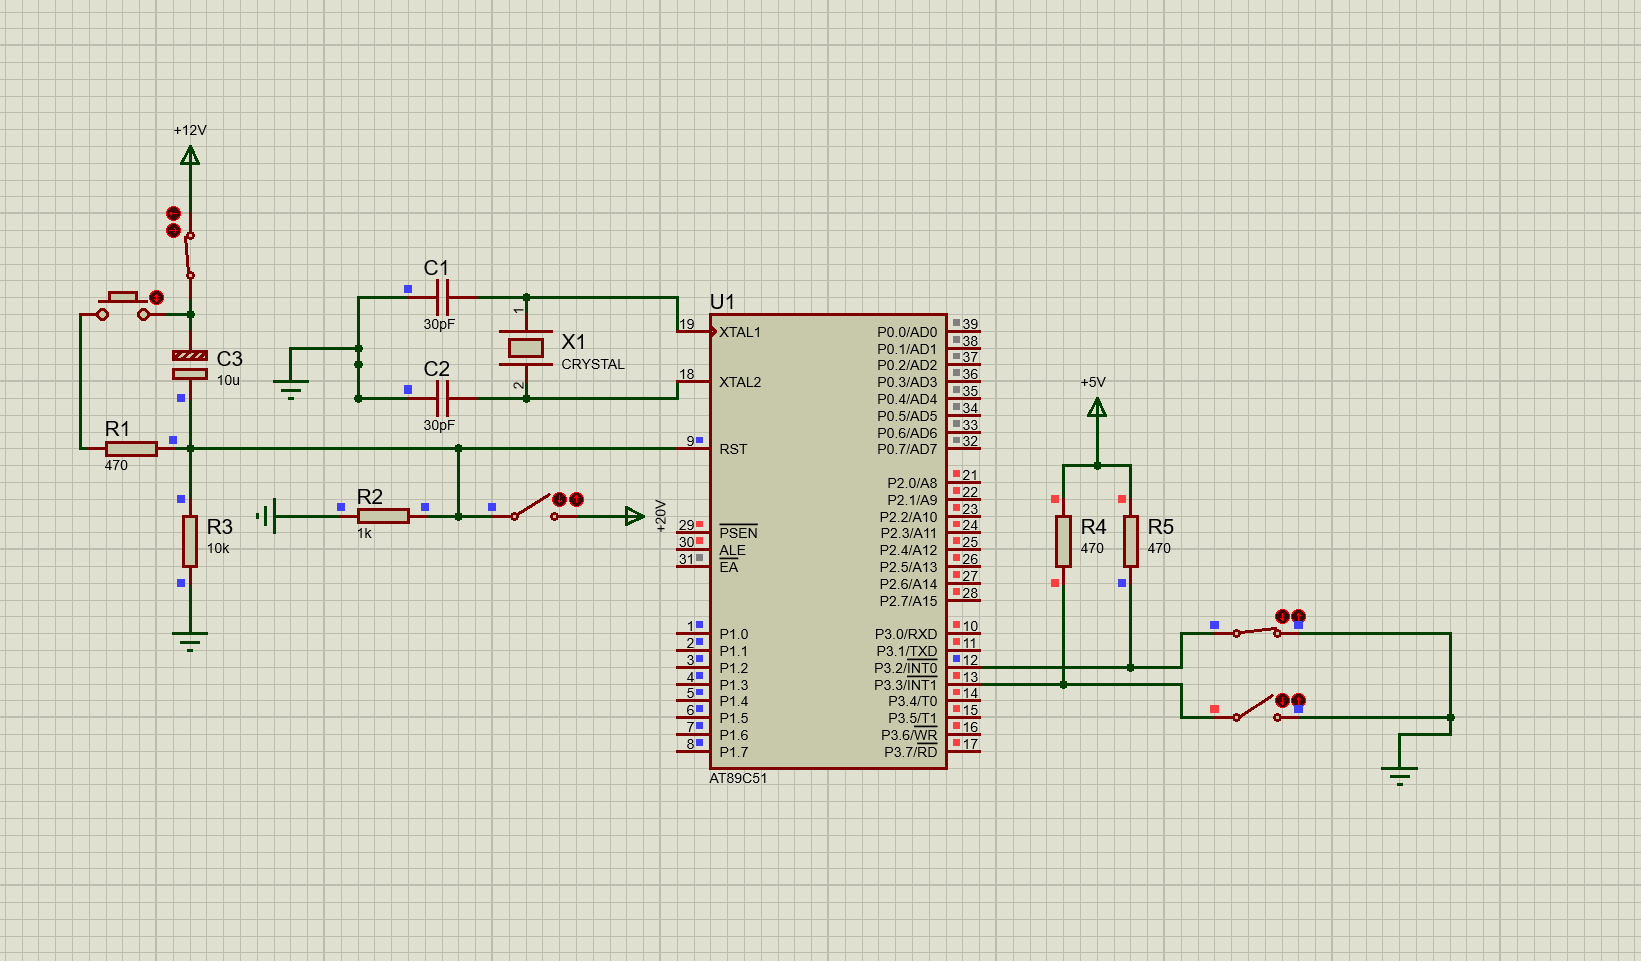 +12V
C1
30pF
C2
30pF
1
X1
CRYSTAL
2
C3
10u
R1
470
R2
1k
R3
10k
+20V
U1
19 XTAL1
18 XTAL2
9 RST
29 PSEN
30 ALE
31 EA
1 P1.0
2 P1.1
3 P1.2
4 P1.3
5 P1.4
6 P1.5
7 P1.6
8 P1.7
P0.0/AD0 39
P0.1/AD1 38
P0.2/AD2 37
P0.3/AD3 36
P0.4/AD4 35
P0.5/AD5 34
P0.6/AD6 33
P0.7/AD7 32
P2.0/A8 21
P2.1/A9 22
P2.2/A10 23
P2.3/A11 24
P2.4/A12 25
P2.5/A13 26
P2.6/A14 27
P2.7/A15 28
P3.0/RXD 10
P3.1/TXD 11
P3.2/INT0 12
P3.3/INT1 13
P3.4/T0 14
P3.5/T1 15
P3.6/WR 16
P3.7/RD 17
AT89C51
+5V
R4
470
R5
470